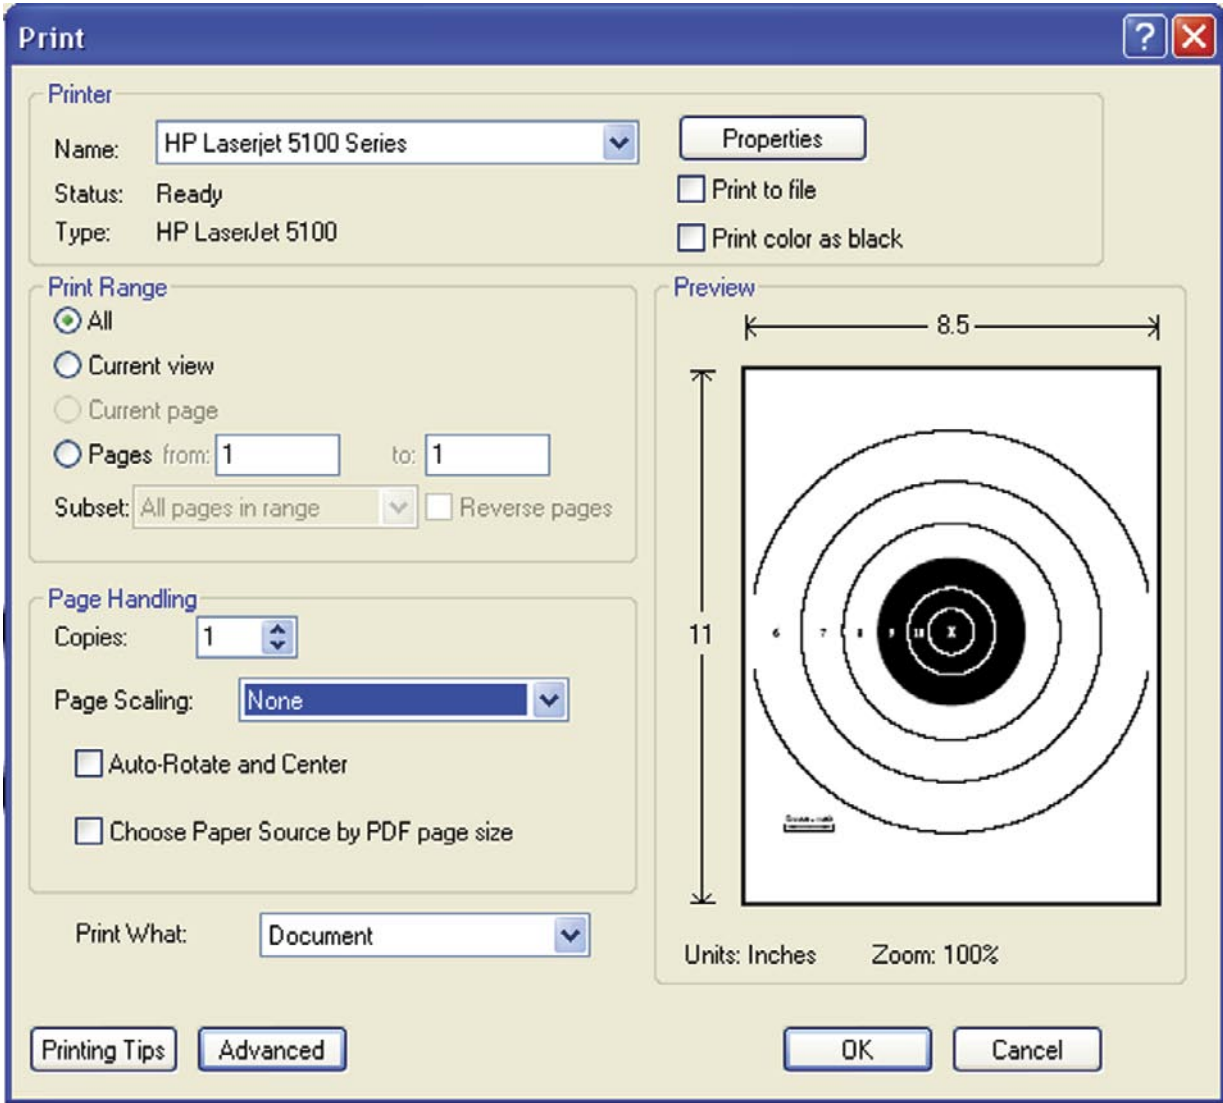 Print
Printer
Name: HP Laserjet 5100 Series
Properties
Status: Ready
Print to file
Type: HP LaserJet 5100
Print color as black
Print Range
All
Current view
Current page
Pages from: 1 to: 1
Subset: All pages in range
Reverse pages
Page Handling
Copies: 1
Page Scaling: None
Auto-Rotate and Center
Choose Paper Source by PDF page size
Print What: Document
Preview
8.5
11
6 7 8 9 10 X
Units: Inches Zoom: 100%
Printing Tips
Advanced
OK
Cancel